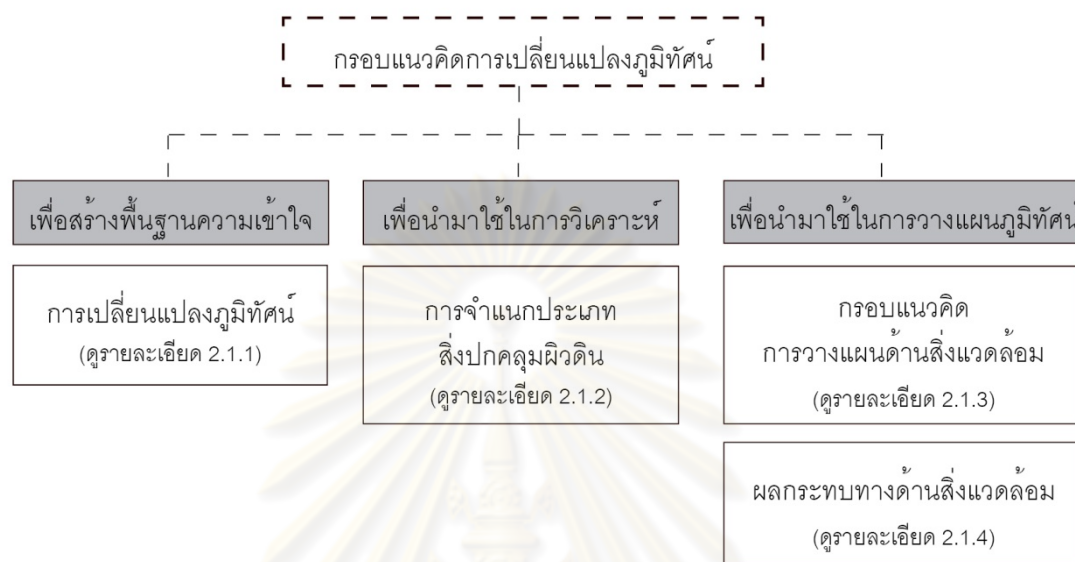 กรอบแนวคิดการเปลี่ยนแปลงภูมิทัศน์
เพื่อสร้างพื้นฐานความเข้าใจ
การเปลี่ยนแปลงภูมิทัศน์
(ดูรายละเอียด 2.1.1)
เพื่อนำมาใช้ในการวิเคราะห์
การจำแนกประเภท
สิ่งปกคลุมผิวดิน
(ดูรายละเอียด 2.1.2)
เพื่อนำมาใช้ในการวางแผนภูมิทัศน์
กรอบแนวคิด
การวางแผนด้านสิ่งแวดล้อม
(ดูรายละเอียด 2.1.3)
ผลกระทบทางด้านสิ่งแวดล้อม
(ดูรายละเอียด 2.1.4)